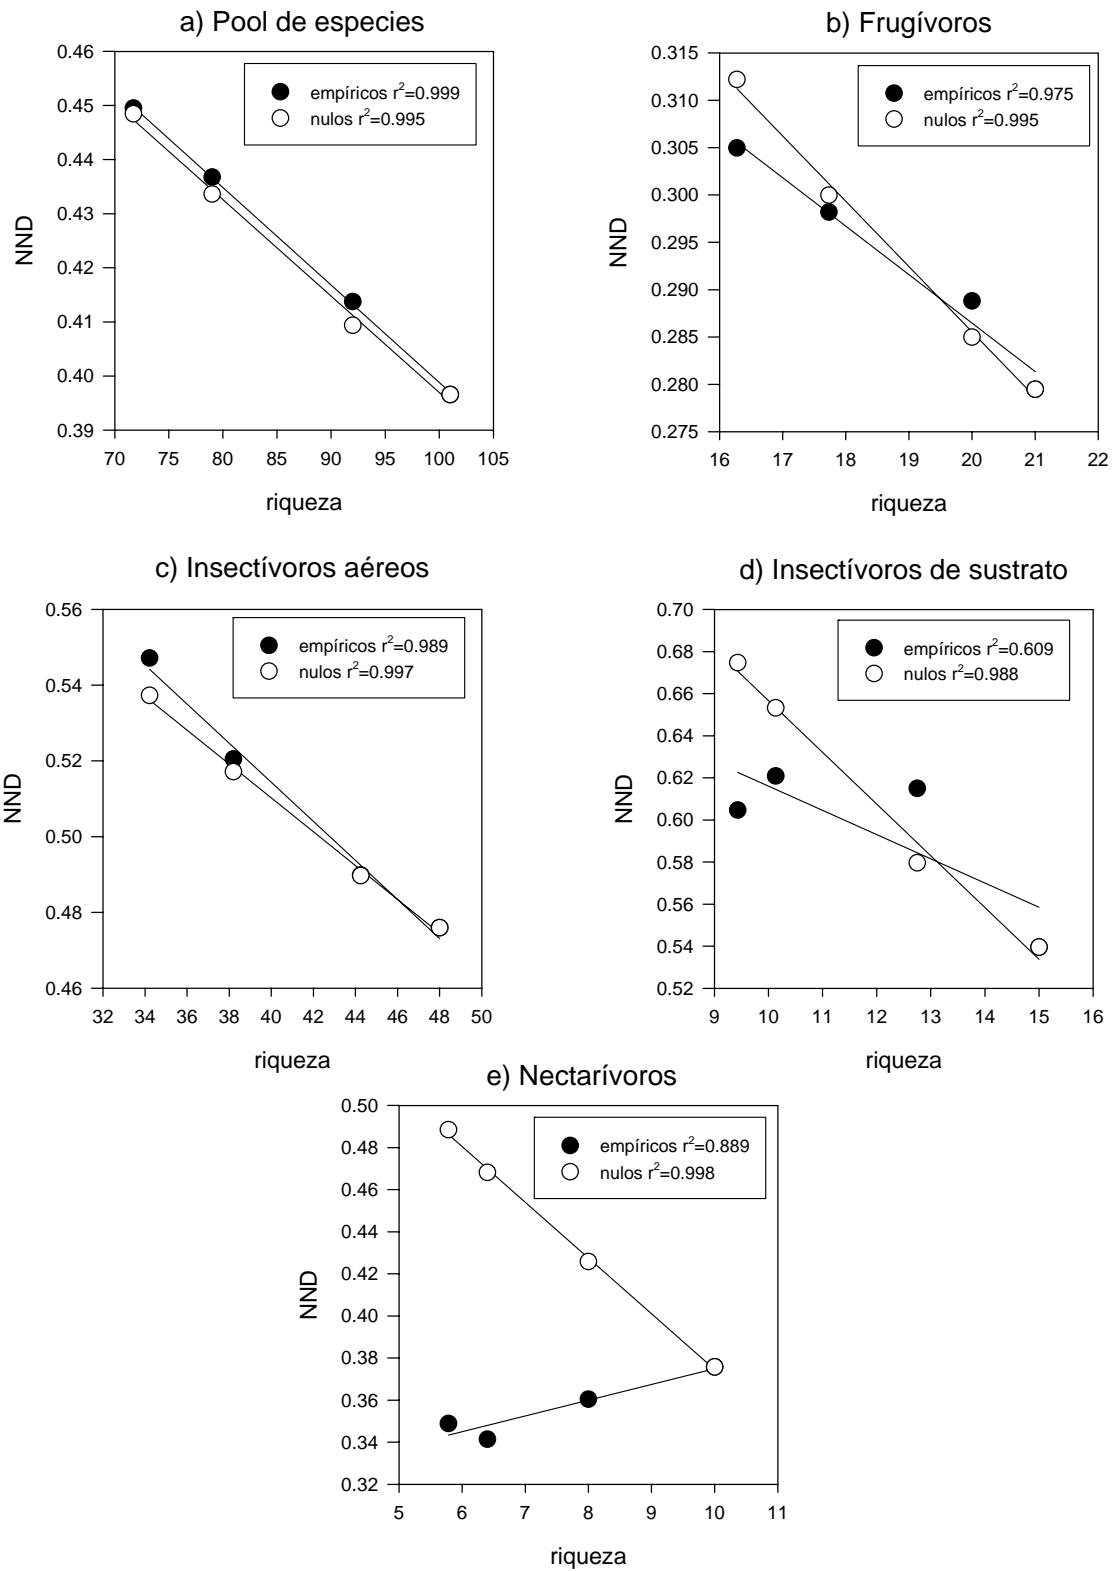 a) Pool de especies
0.46
0.45
0.44
0.43
0.42
0.41
0.40
0.39
NND
empíricos r²=0.999
nulos r²=0.995
70 75 80 85 90 95 100 105
riqueza
b) Frugívoros
0.315
0.310
0.305
0.300
0.295
0.290
0.285
0.280
0.275
NND
empíricos r²=0.975
nulos r²=0.995
16 17 18 19 20 21 22
riqueza
c) Insectívoros aéreos
0.56
0.54
0.52
0.50
0.48
0.46
NND
empíricos r²=0.989
nulos r²=0.997
32 34 36 38 40 42 44 46 48 50
riqueza
d) Insectívoros de sustrato
0.70
0.68
0.66
0.64
0.62
0.60
0.58
0.56
0.54
0.52
NND
empíricos r²=0.609
nulos r²=0.988
9 10 11 12 13 14 15 16
riqueza
e) Nectarívoros
0.50
0.48
0.46
0.44
0.42
0.40
0.38
0.36
0.34
0.32
NND
empíricos r²=0.889
nulos r²=0.998
5 6 7 8 9 10 11
riqueza